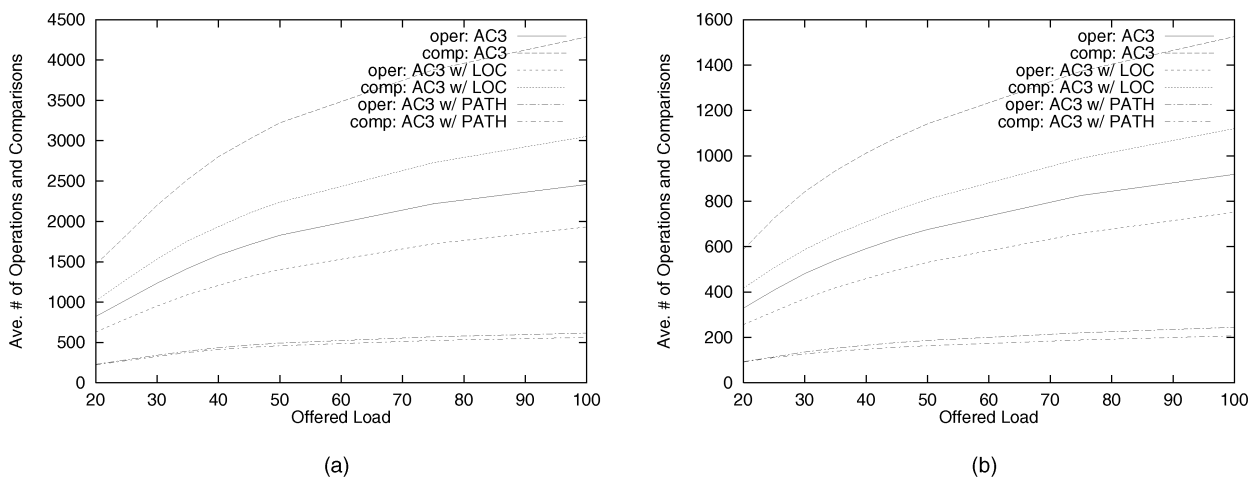 4500
4000
3500
3000
2500
2000
1500
1000
500
0
Ave. # of Operations and Comparisons
oper: AC3
comp: AC3
oper: AC3 w/ LOC
comp: AC3 w/ LOC
oper: AC3 w/ PATH
comp: AC3 w/ PATH
20 30 40 50 60 70 80 90 100
Offered Load
(a)
1600
1400
1200
1000
800
600
400
200
0
Ave. # of Operations and Comparisons
oper: AC3
comp: AC3
oper: AC3 w/ LOC
comp: AC3 w/ LOC
oper: AC3 w/ PATH
comp: AC3 w/ PATH
20 30 40 50 60 70 80 90 100
Offered Load
(b)